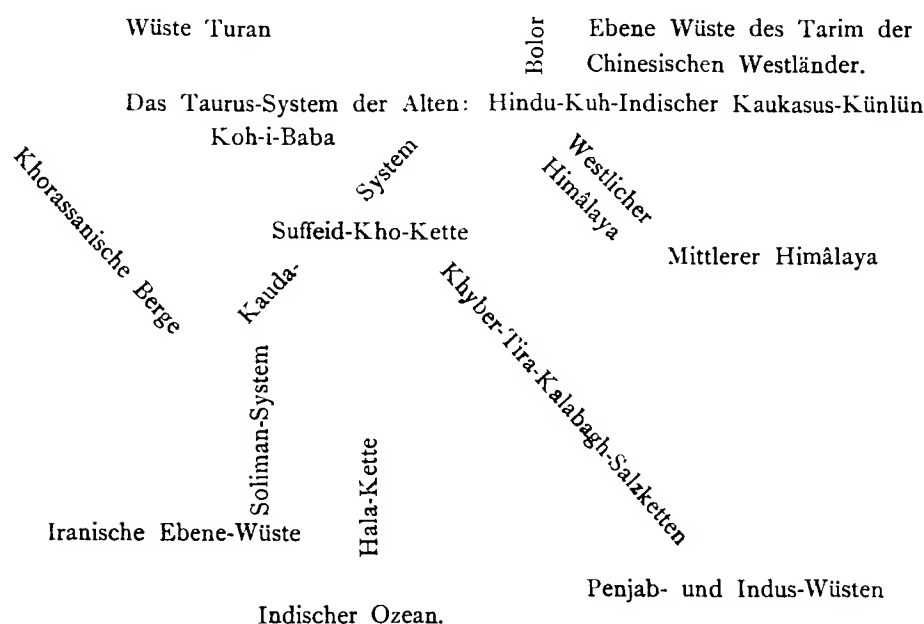 Wüste Turan
Bolor
Ebene Wüste des Tarim der
Chinesischen Westländer.
Das Taurus-System der Alten: Hindu-Kuh-Indischer Kaukasus-Künlün
Koh-i-Baba
System
Westlicher
Himâlaya
Khorassanische Berge
Suffeid-Kho-Kette
Mittlerer Himâlaya
Kauda-
Khyber-Tira-Kalabagh-Salzketten
Soliman-System
Hala-Kette
Iranische Ebene-Wüste
Penjab- und Indus-Wüsten
Indischer Ozean.